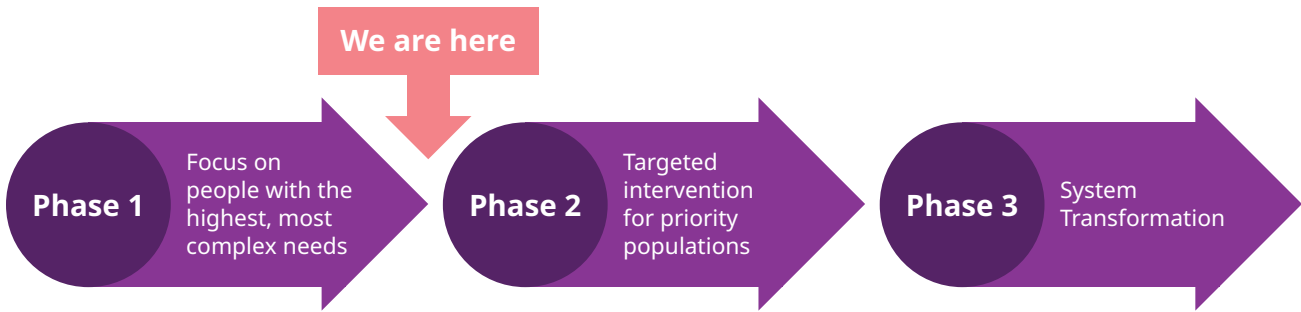 We are here
Phase 1
Focus on
people with the
highest, most
complex needs
Phase 2
Targeted
intervention
for priority
populations
Phase 3
System
Transformation